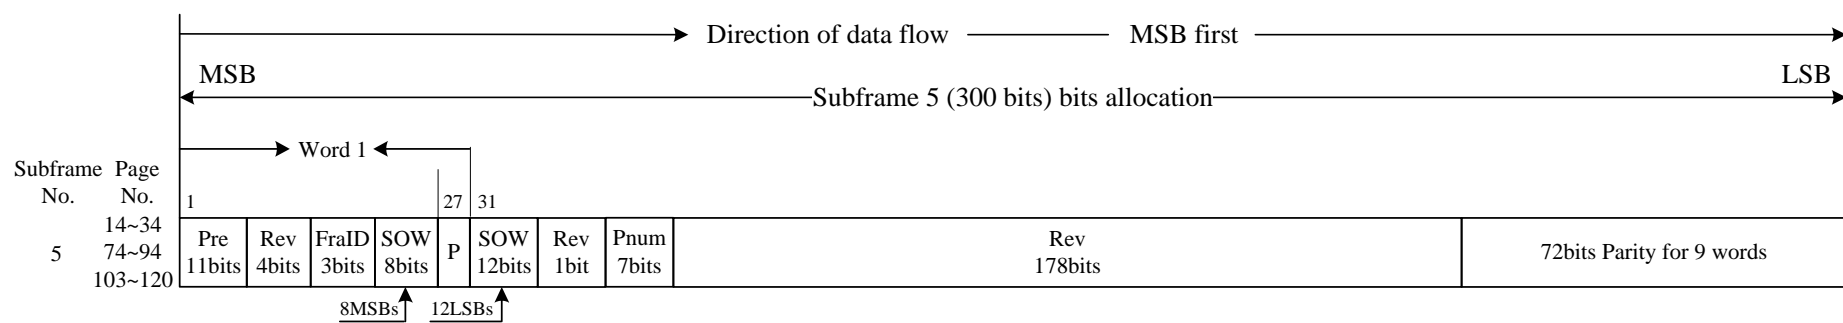 Direction of data flow MSB first
MSB LSB
Subframe 5 (300 bits) bits allocation
Word 1
Subframe Page
No. No.
1 27 31
14~34
5 74~94
103~120
Pre Rev FraID SOW P SOW Rev Pnum Rev 72bits Parity for 9 words
11bits 4bits 3bits 8bits 12bits 1bit 7bits 178bits
8MSBs 12LSBs